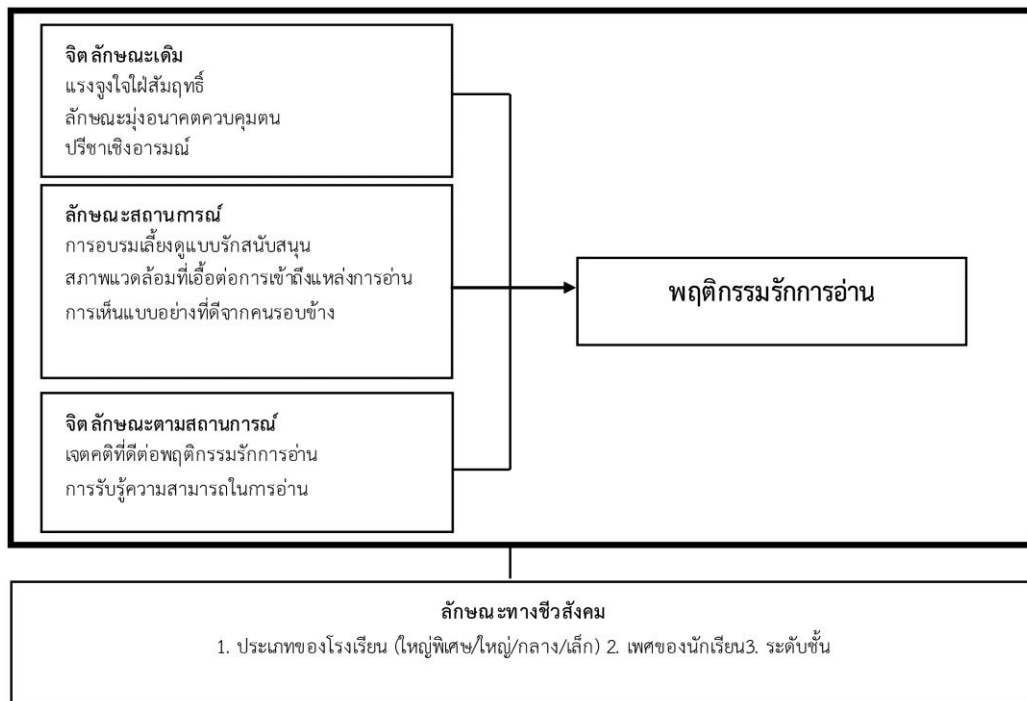 จิตลักษณะเดิม
แรงจูงใจใฝ่สัมฤทธิ์
ลักษณะมุ่งอนาคตควบคุมตน
ปรีชาเชิงอารมณ์
ลักษณะสถานการณ์
การอบรมเลี้ยงดูแบบรักสนับสนุน
สภาพแวดล้อมที่เอื้อต่อการเข้าถึงแหล่งการอ่าน
การเห็นแบบอย่างที่ดีจากคนรอบข้าง
จิตลักษณะตามสถานการณ์
เจตคติที่ดีต่อพฤติกรรมรักการอ่าน
การรับรู้ความสามารถในการอ่าน
พฤติกรรมรักการอ่าน
ลักษณะทางชีวสังคม
1. ประเภทของโรงเรียน (ใหญ่พิเศษ/ใหญ่/กลาง/เล็ก) 2. เพศของนักเรียน3. ระดับชั้น